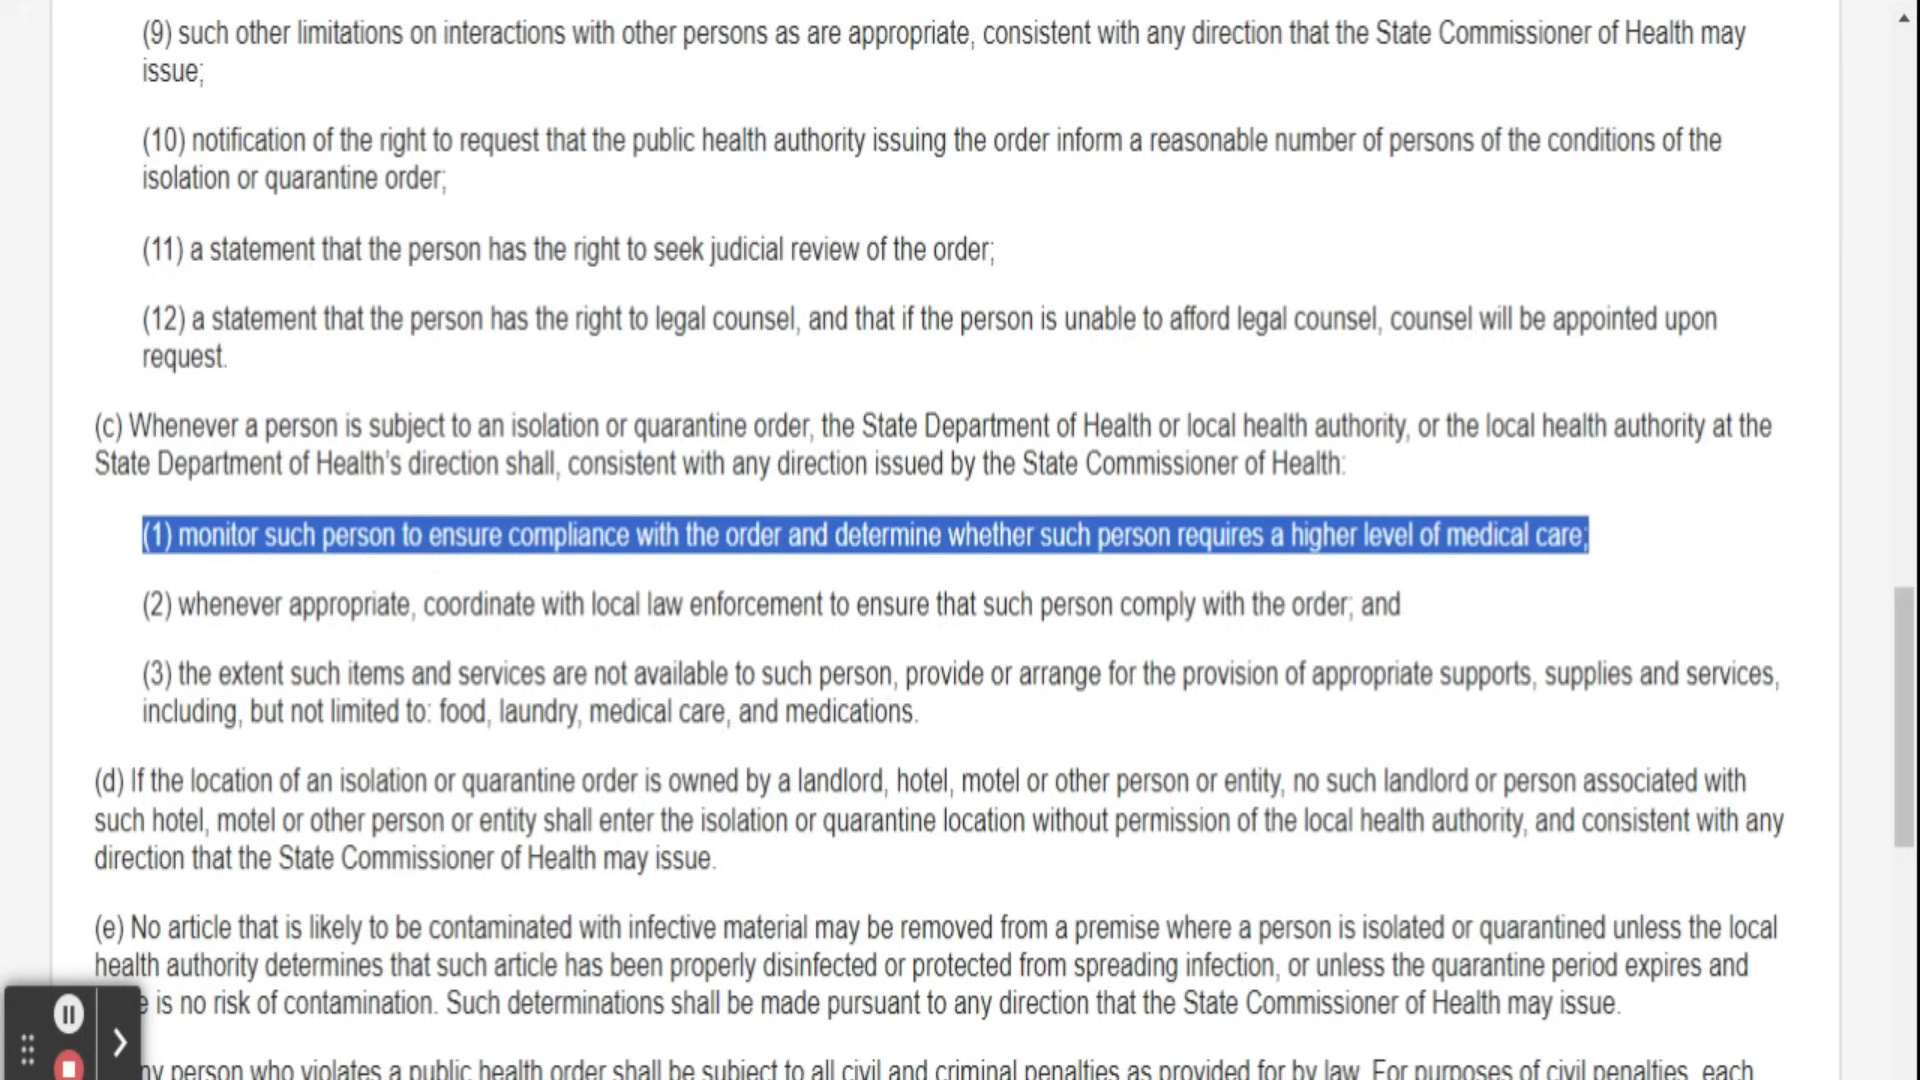 (9) such other limitations on interactions with other persons as are appropriate, consistent with any direction that the State Commissioner of Health may
issue;
(10) notification of the right to request that the public health authority issuing the order inform a reasonable number of persons of the conditions of the
isolation or quarantine order;
(11) a statement that the person has the right to seek judicial review of the order;
(12) a statement that the person has the right to legal counsel, and that if the person is unable to afford legal counsel, counsel will be appointed upon
request.
(c) Whenever a person is subject to an isolation or quarantine order, the State Department of Health or local health authority, or the local health authority at the
State Department of Health's direction shall, consistent with any direction issued by the State Commissioner of Health:
(1) monitor such person to ensure compliance with the order and determine whether such person requires a higher level of medical care;
(2) whenever appropriate, coordinate with local law enforcement to ensure that such person comply with the order; and
(3) the extent such items and services are not available to such person, provide or arrange for the provision of appropriate supports, supplies and services,
including, but not limited to: food, laundry, medical care, and medications.
(d) If the location of an isolation or quarantine order is owned by a landlord, hotel, motel or other person or entity, no such landlord or person associated with
such hotel, motel or other person or entity shall enter the isolation or quarantine location without permission of the local health authority, and consistent with any
direction that the State Commissioner of Health may issue.
(e) No article that is likely to be contaminated with infective material may be removed from a premise where a person is isolated or quarantined unless the local
health authority determines that such article has been properly disinfected or protected from spreading infection, or unless the quarantine period expires and
is no risk of contamination. Such determinations shall be made pursuant to any direction that the State Commissioner of Health may issue.
person who violates a public health order shall be subject to all civil and criminal penalties as provided for by law. For purposes of civil penalties, each